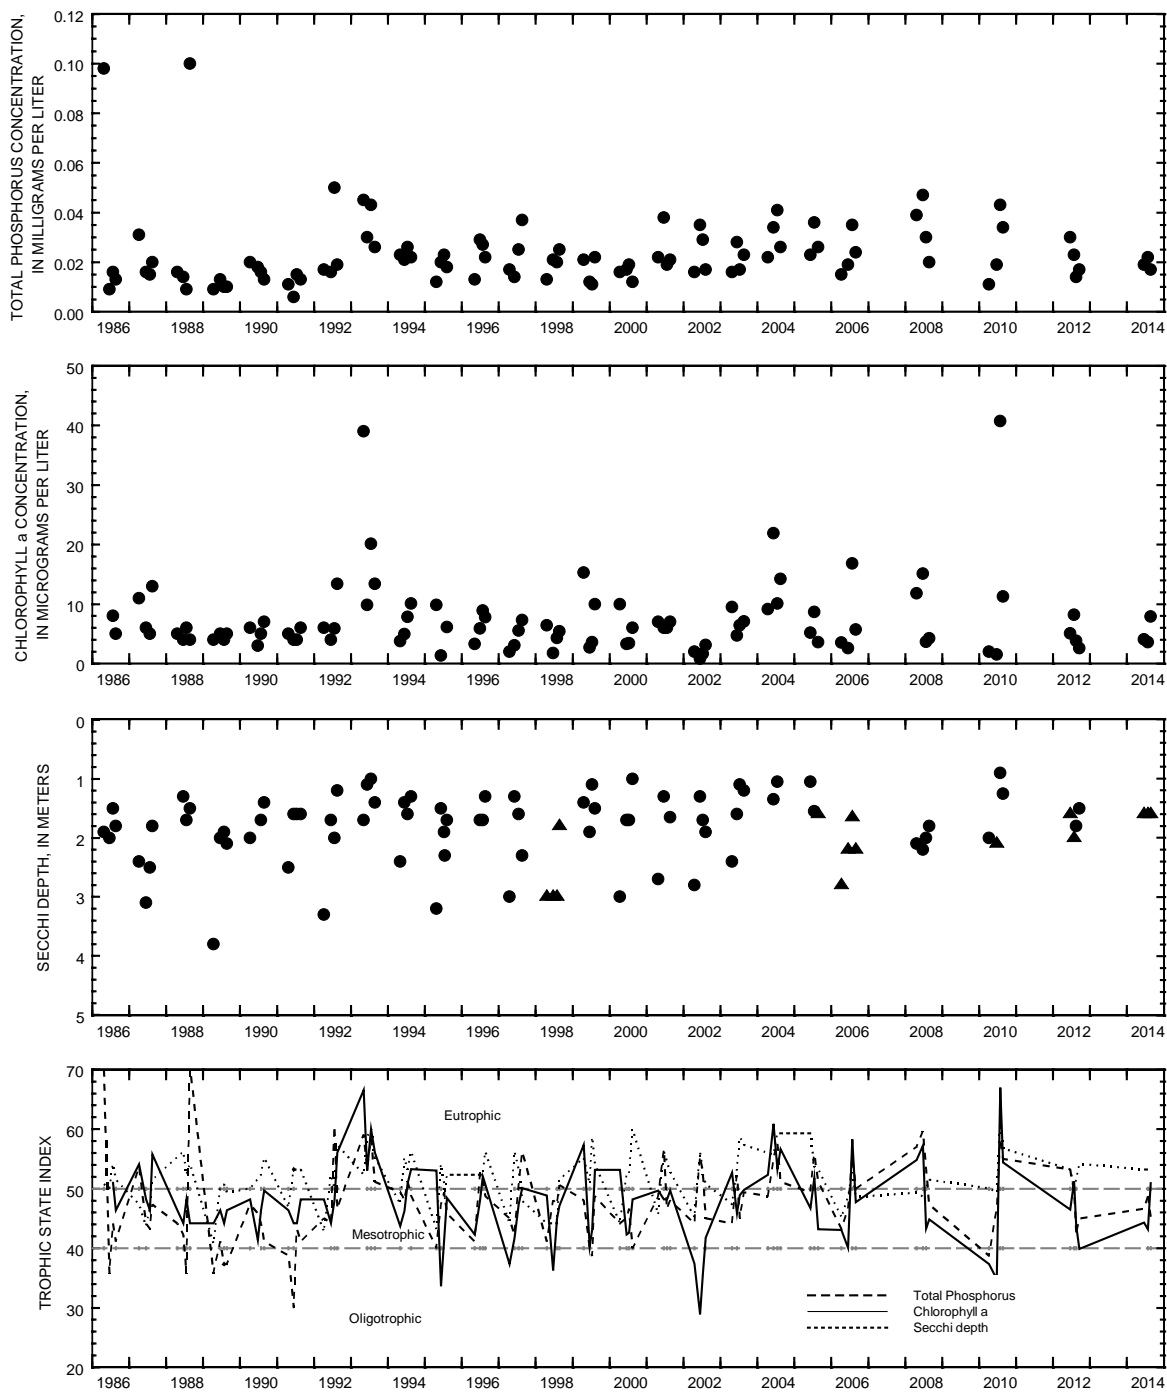 TOTAL PHOSPHORUS CONCENTRATION,
IN MILLIGRAMS PER LITER
0.12
0.10
0.08
0.06
0.04
0.02
0.00
1986 1988 1990 1992 1994 1996 1998 2000 2002 2004 2006 2008 2010 2012 2014
CHLOROPHYLL a CONCENTRATION,
IN MICROGRAMS PER LITER
50
40
30
20
10
0
1986 1988 1990 1992 1994 1996 1998 2000 2002 2004 2006 2008 2010 2012 2014
SECCHI DEPTH, IN METERS
0
1
2
3
4
5
1986 1988 1990 1992 1994 1996 1998 2000 2002 2004 2006 2008 2010 2012 2014
TROPHIC STATE INDEX
70
60
50
40
30
20
Eutrophic
Mesotrophic
Oligotrophic
Total Phosphorus
Chlorophyll a
Secchi depth
1986 1988 1990 1992 1994 1996 1998 2000 2002 2004 2006 2008 2010 2012 2014